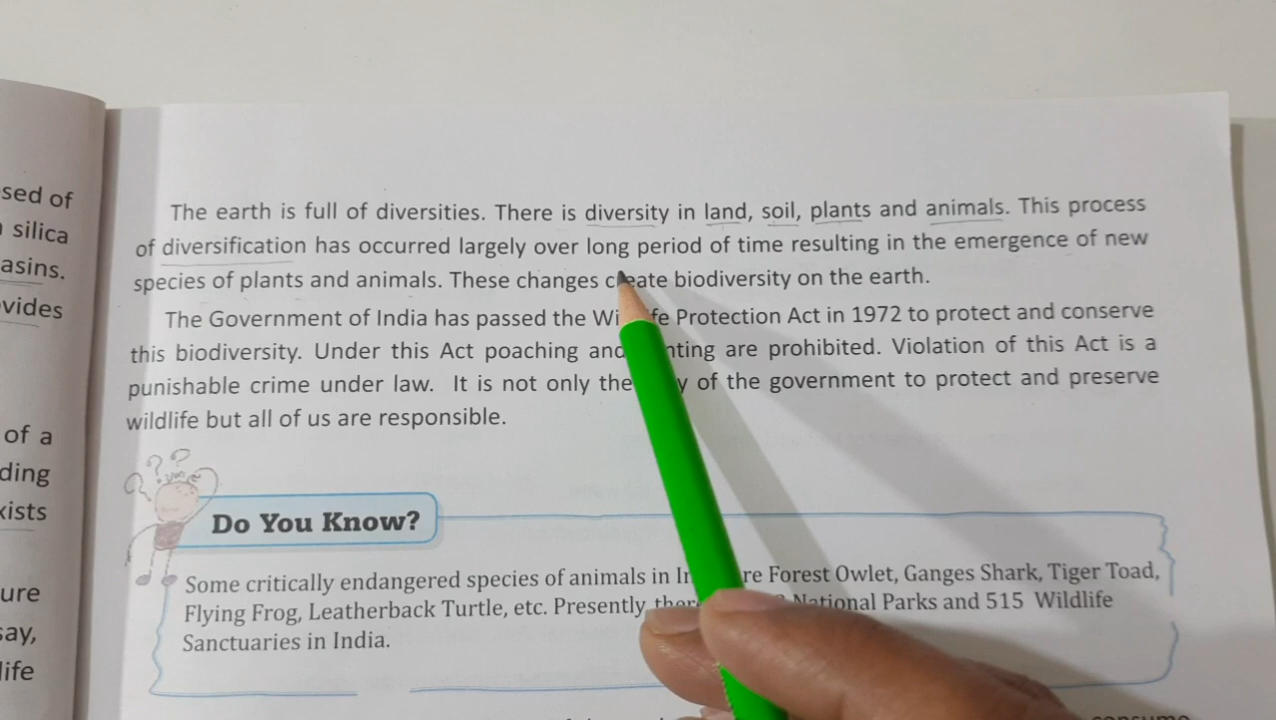 sed of
silica
asins.
vides
of a
ding
xists
ure
say,
life
The earth is full of diversities. There is diversity in land, soil, plants and animals. This process
of diversification has occurred largely over long period of time resulting in the emergence of new
species of plants and animals. These changes create biodiversity on the earth.
The Government of India has passed the Wi fe Protection Act in 1972 to protect and conserve
this biodiversity. Under this Act poaching and nting are prohibited. Violation of this Act is a
punishable crime under law. It is not only the y of the government to protect and preserve
wildlife but all of us are responsible.
Do You Know?
Some critically endangered species of animals in In re Forest Owlet, Ganges Shark, Tiger Toad,
Flying Frog, Leatherback Turtle, etc. Presently National Parks and 515 Wildlife
Sanctuaries in India.